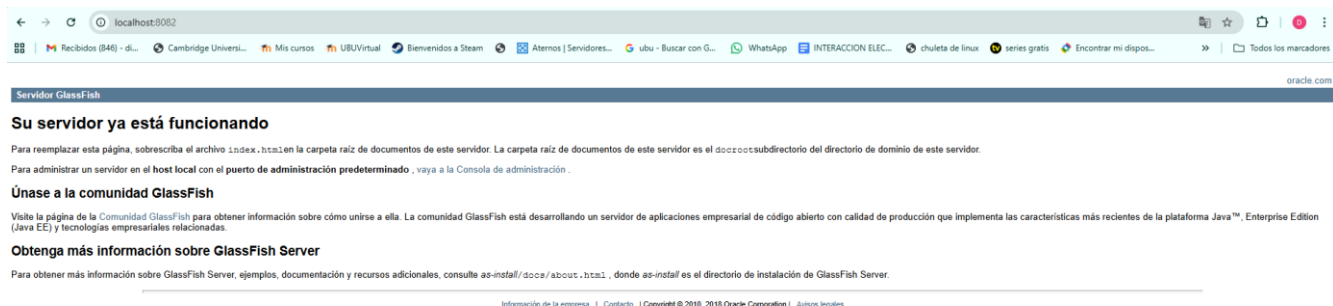 localhost:8082
Recibidos (846) - di... Cambridge Universi... Mis cursos UBUVirtual Bienvenidos a Steam Aternos | Servidores... ubu - Buscar con G... WhatsApp INTERACCION ELEC... chuleta de linux series gratis Encontrar mi dispos... » Todos los marcadores
oracle.com
Servidor GlassFish
Su servidor ya está funcionando
Para reemplazar esta página, sobrescriba el archivo index.htmlen la carpeta raíz de documentos de este servidor. La carpeta raíz de documentos de este servidor es el docrootsubdirectorio del directorio de dominio de este servidor.
Para administrar un servidor en el host local con el puerto de administración predeterminado , vaya a la Consola de administración .
Únase a la comunidad GlassFish
Visite la página de la Comunidad GlassFish para obtener información sobre cómo unirse a ella. La comunidad GlassFish está desarrollando un servidor de aplicaciones empresarial de código abierto con calidad de producción que implementa las características más recientes de la plataforma Java™, Enterprise Edition
(Java EE) y tecnologías empresariales relacionadas.
Obtenga más información sobre GlassFish Server
Para obtener más información sobre GlassFish Server, ejemplos, documentación y recursos adicionales, consulte as-install/docs/about.html , donde as-install es el directorio de instalación de GlassFish Server.
Información de la empresa | Contacto | Copyright © 2010, 2018 Oracle Corporation | Avisos legales